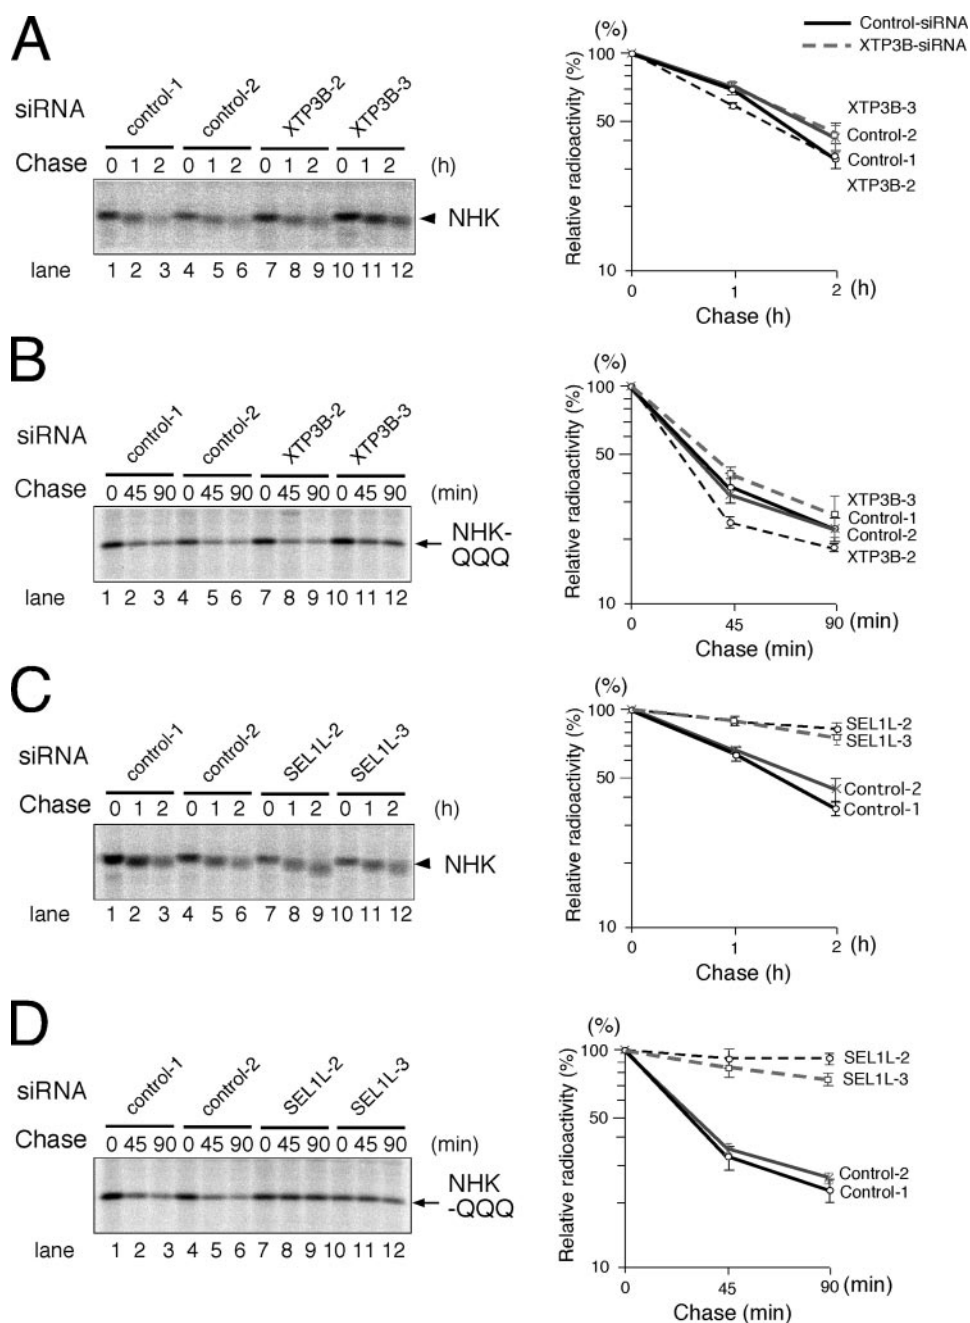 A
siRNA
control-1 control-2 XTP3B-2 XTP3B-3
Chase 0 1 2 0 1 2 0 1 2 0 1 2 (h)
NHK
lane 1 2 3 4 5 6 7 8 9 10 11 12
(%)
Control-siRNA
XTP3B-siRNA
Relative radioactivity (%)
100
50
10
XTP3B-3
Control-2
Control-1
XTP3B-2
0 1 2 (h)
Chase (h)
B
siRNA
control-1 control-2 XTP3B-2 XTP3B-3
Chase 0 45 90 0 45 90 0 45 90 0 45 90 (min)
NHK-
QQQ
lane 1 2 3 4 5 6 7 8 9 10 11 12
(%)
Relative radioactivity (%)
100
50
10
XTP3B-3
Control-1
Control-2
XTP3B-2
0 45 90 (min)
Chase (min)
C
siRNA
control-1 control-2 SEL1L-2 SEL1L-3
Chase 0 1 2 0 1 2 0 1 2 0 1 2 (h)
NHK
lane 1 2 3 4 5 6 7 8 9 10 11 12
(%)
Relative radioactivity (%)
100
50
10
SEL1L-2
SEL1L-3
Control-2
Control-1
0 1 2 (h)
Chase (h)
D
siRNA
control-1 control-2 SEL1L-2 SEL1L-3
Chase 0 45 90 0 45 90 0 45 90 0 45 90 (min)
NHK
-QQQ
lane 1 2 3 4 5 6 7 8 9 10 11 12
(%)
Relative radioactivity (%)
100
50
10
SEL1L-2
SEL1L-3
Control-2
Control-1
0 45 90 (min)
Chase (min)